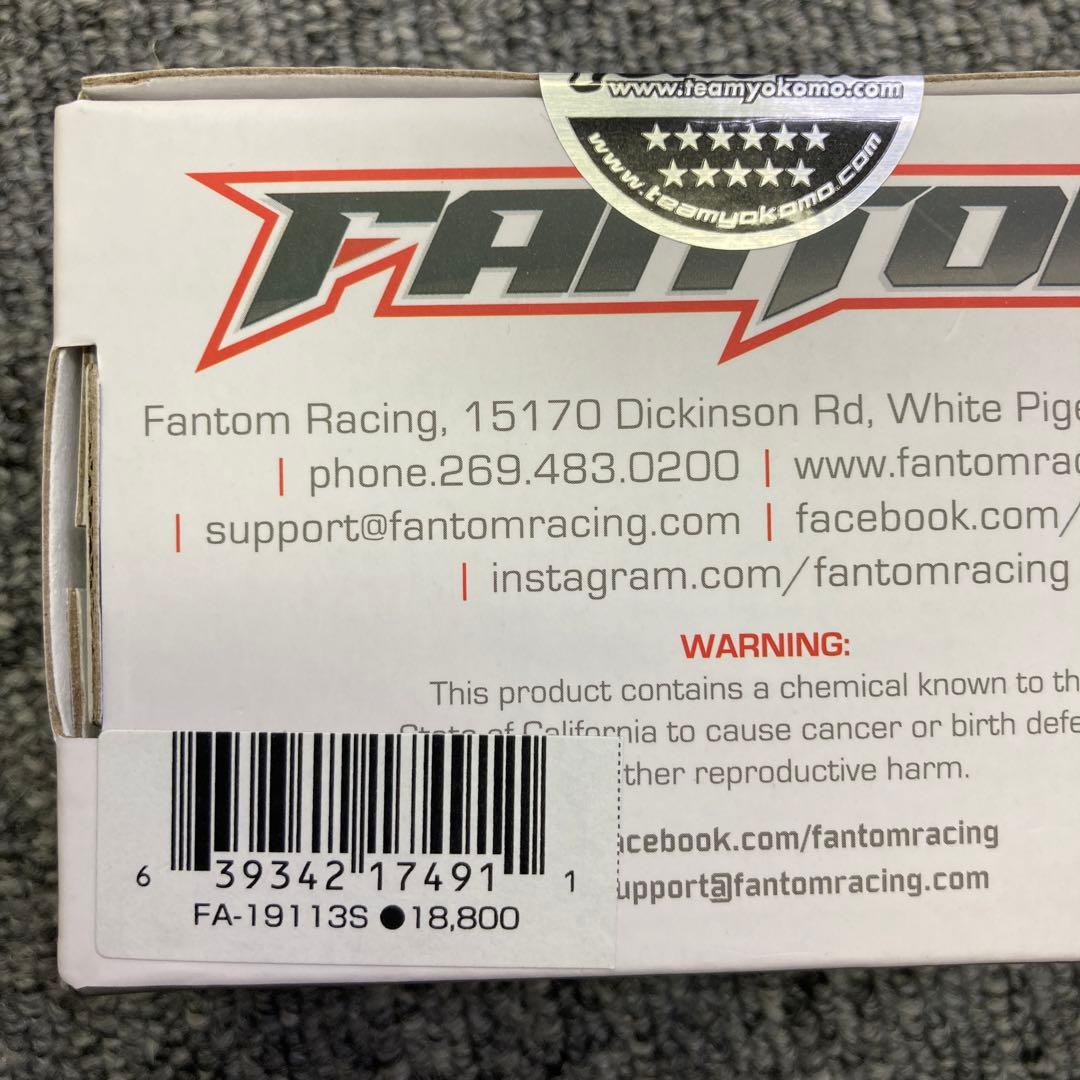 www.teamyokomo.com
www.teamyokomo.com
FANTO
Fantom Racing, 15170 Dickinson Rd, White
| phone.269.483.0200 | www.fantomrac
| support@fantomracing.com | facebook.com/
| instagram.com/fantomracing
WARNING:
This product contains a chemical known to th
State of California to cause cancer or birth defe
ther reproductive harm.
acebook.com/fantomracing
upport@fantomracing.com
6 39342 17491 1
FA-19113S ●18,800